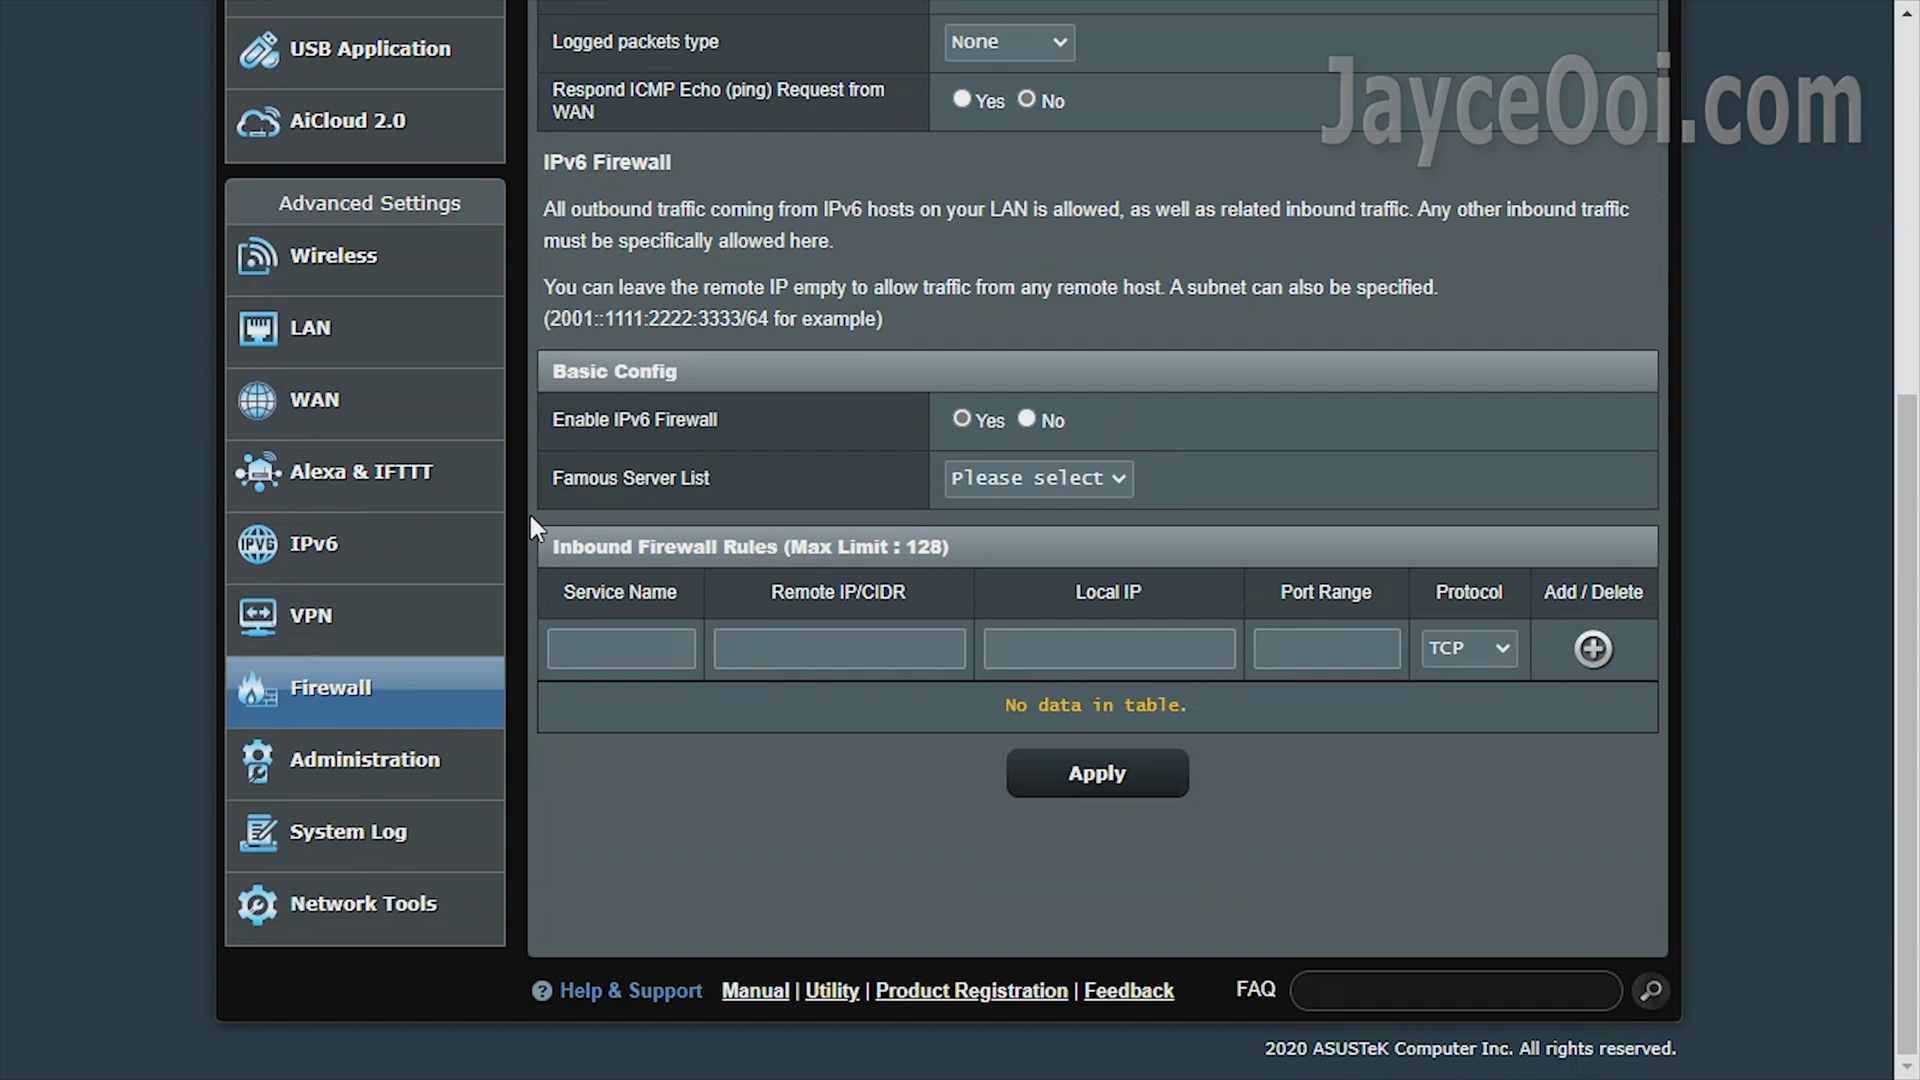 USB Application
AiCloud 2.0
Advanced Settings
Wireless
LAN
WAN
Alexa & IFTTT
IPv6
VPN
Firewall
Administration
System Log
Network Tools
Logged packets type
None
Respond ICMP Echo (ping) Request from
WAN
Yes No
JayceOoi.com
IPv6 Firewall
All outbound traffic coming from IPv6 hosts on your LAN is allowed, as well as related inbound traffic. Any other inbound traffic
must be specifically allowed here.
You can leave the remote IP empty to allow traffic from any remote host. A subnet can also be specified.
(2001::1111:2222:3333/64 for example)
Basic Config
Enable IPv6 Firewall
Yes No
Famous Server List
Please select
Inbound Firewall Rules (Max Limit : 128)
Service Name Remote IP/CIDR Local IP Port Range Protocol Add / Delete
TCP
No data in table.
Apply
Help & Support Manual | Utility | Product Registration | Feedback FAQ
2020 ASUSTeK Computer Inc. All rights reserved.